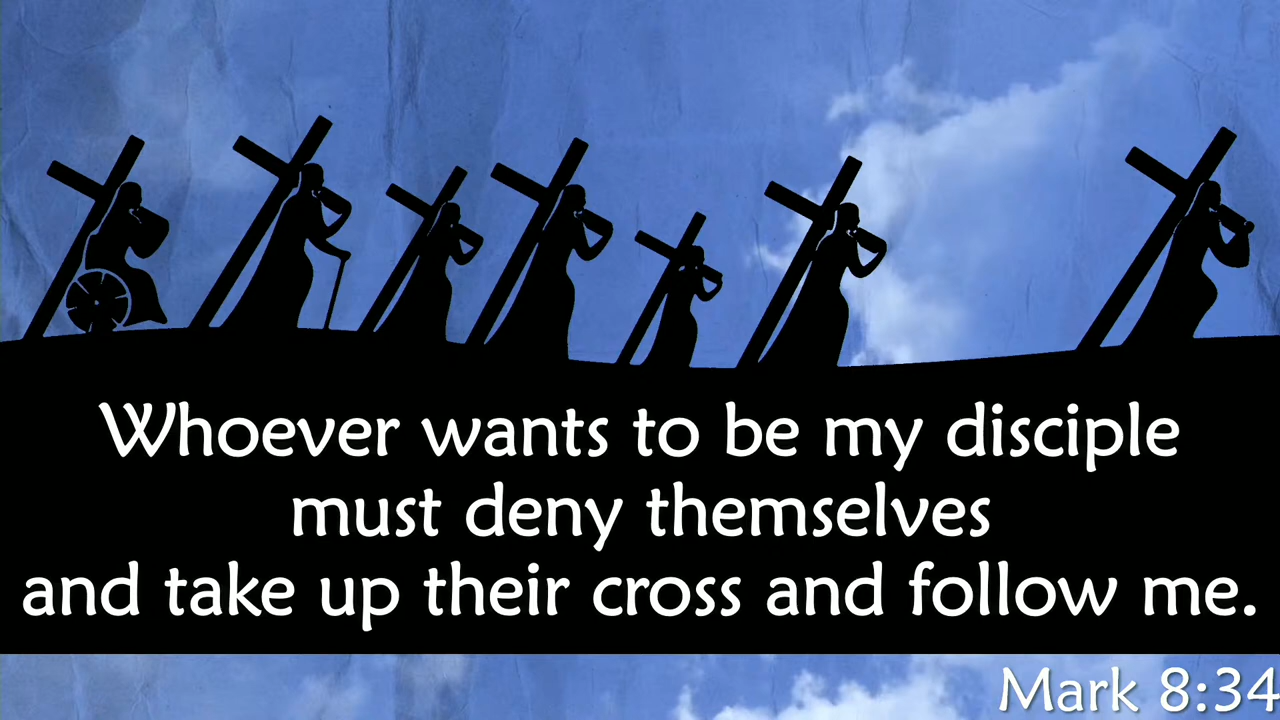 Whoever wants to be my disciple
must deny themselves
and take up their cross and follow me.
Mark 8:34